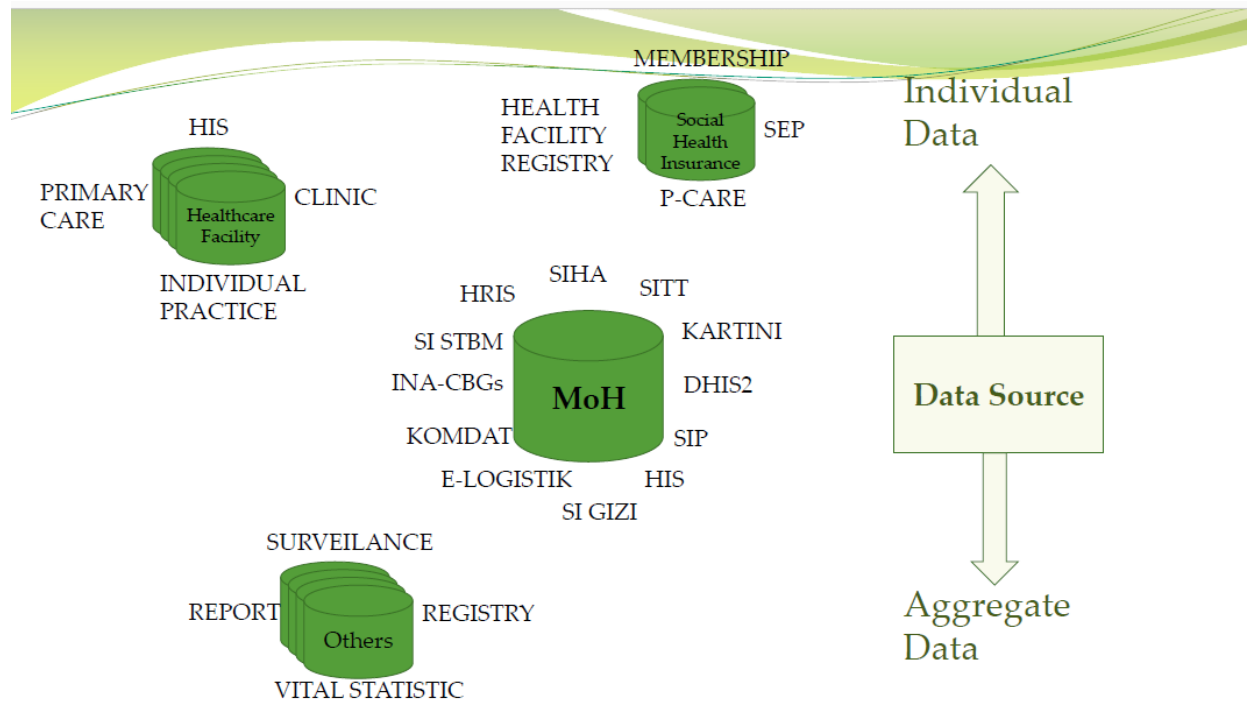 MEMBERSHIP
HEALTH
FACILITY
REGISTRY
Social
Health
Insurance
SEP
P-CARE
Individual
Data
HIS
PRIMARY
CARE
Healthcare
Facility
CLINIC
INDIVIDUAL
PRACTICE
SIHA
HRIS
SITT
SI STBM
KARTINI
INA-CBGs
MoH
DHIS2
KOMDAT
SIP
E-LOGISTIK
HIS
SI GIZI
Data Source
SURVEILANCE
REPORT
REGISTRY
Others
VITAL STATISTIC
Aggregate
Data